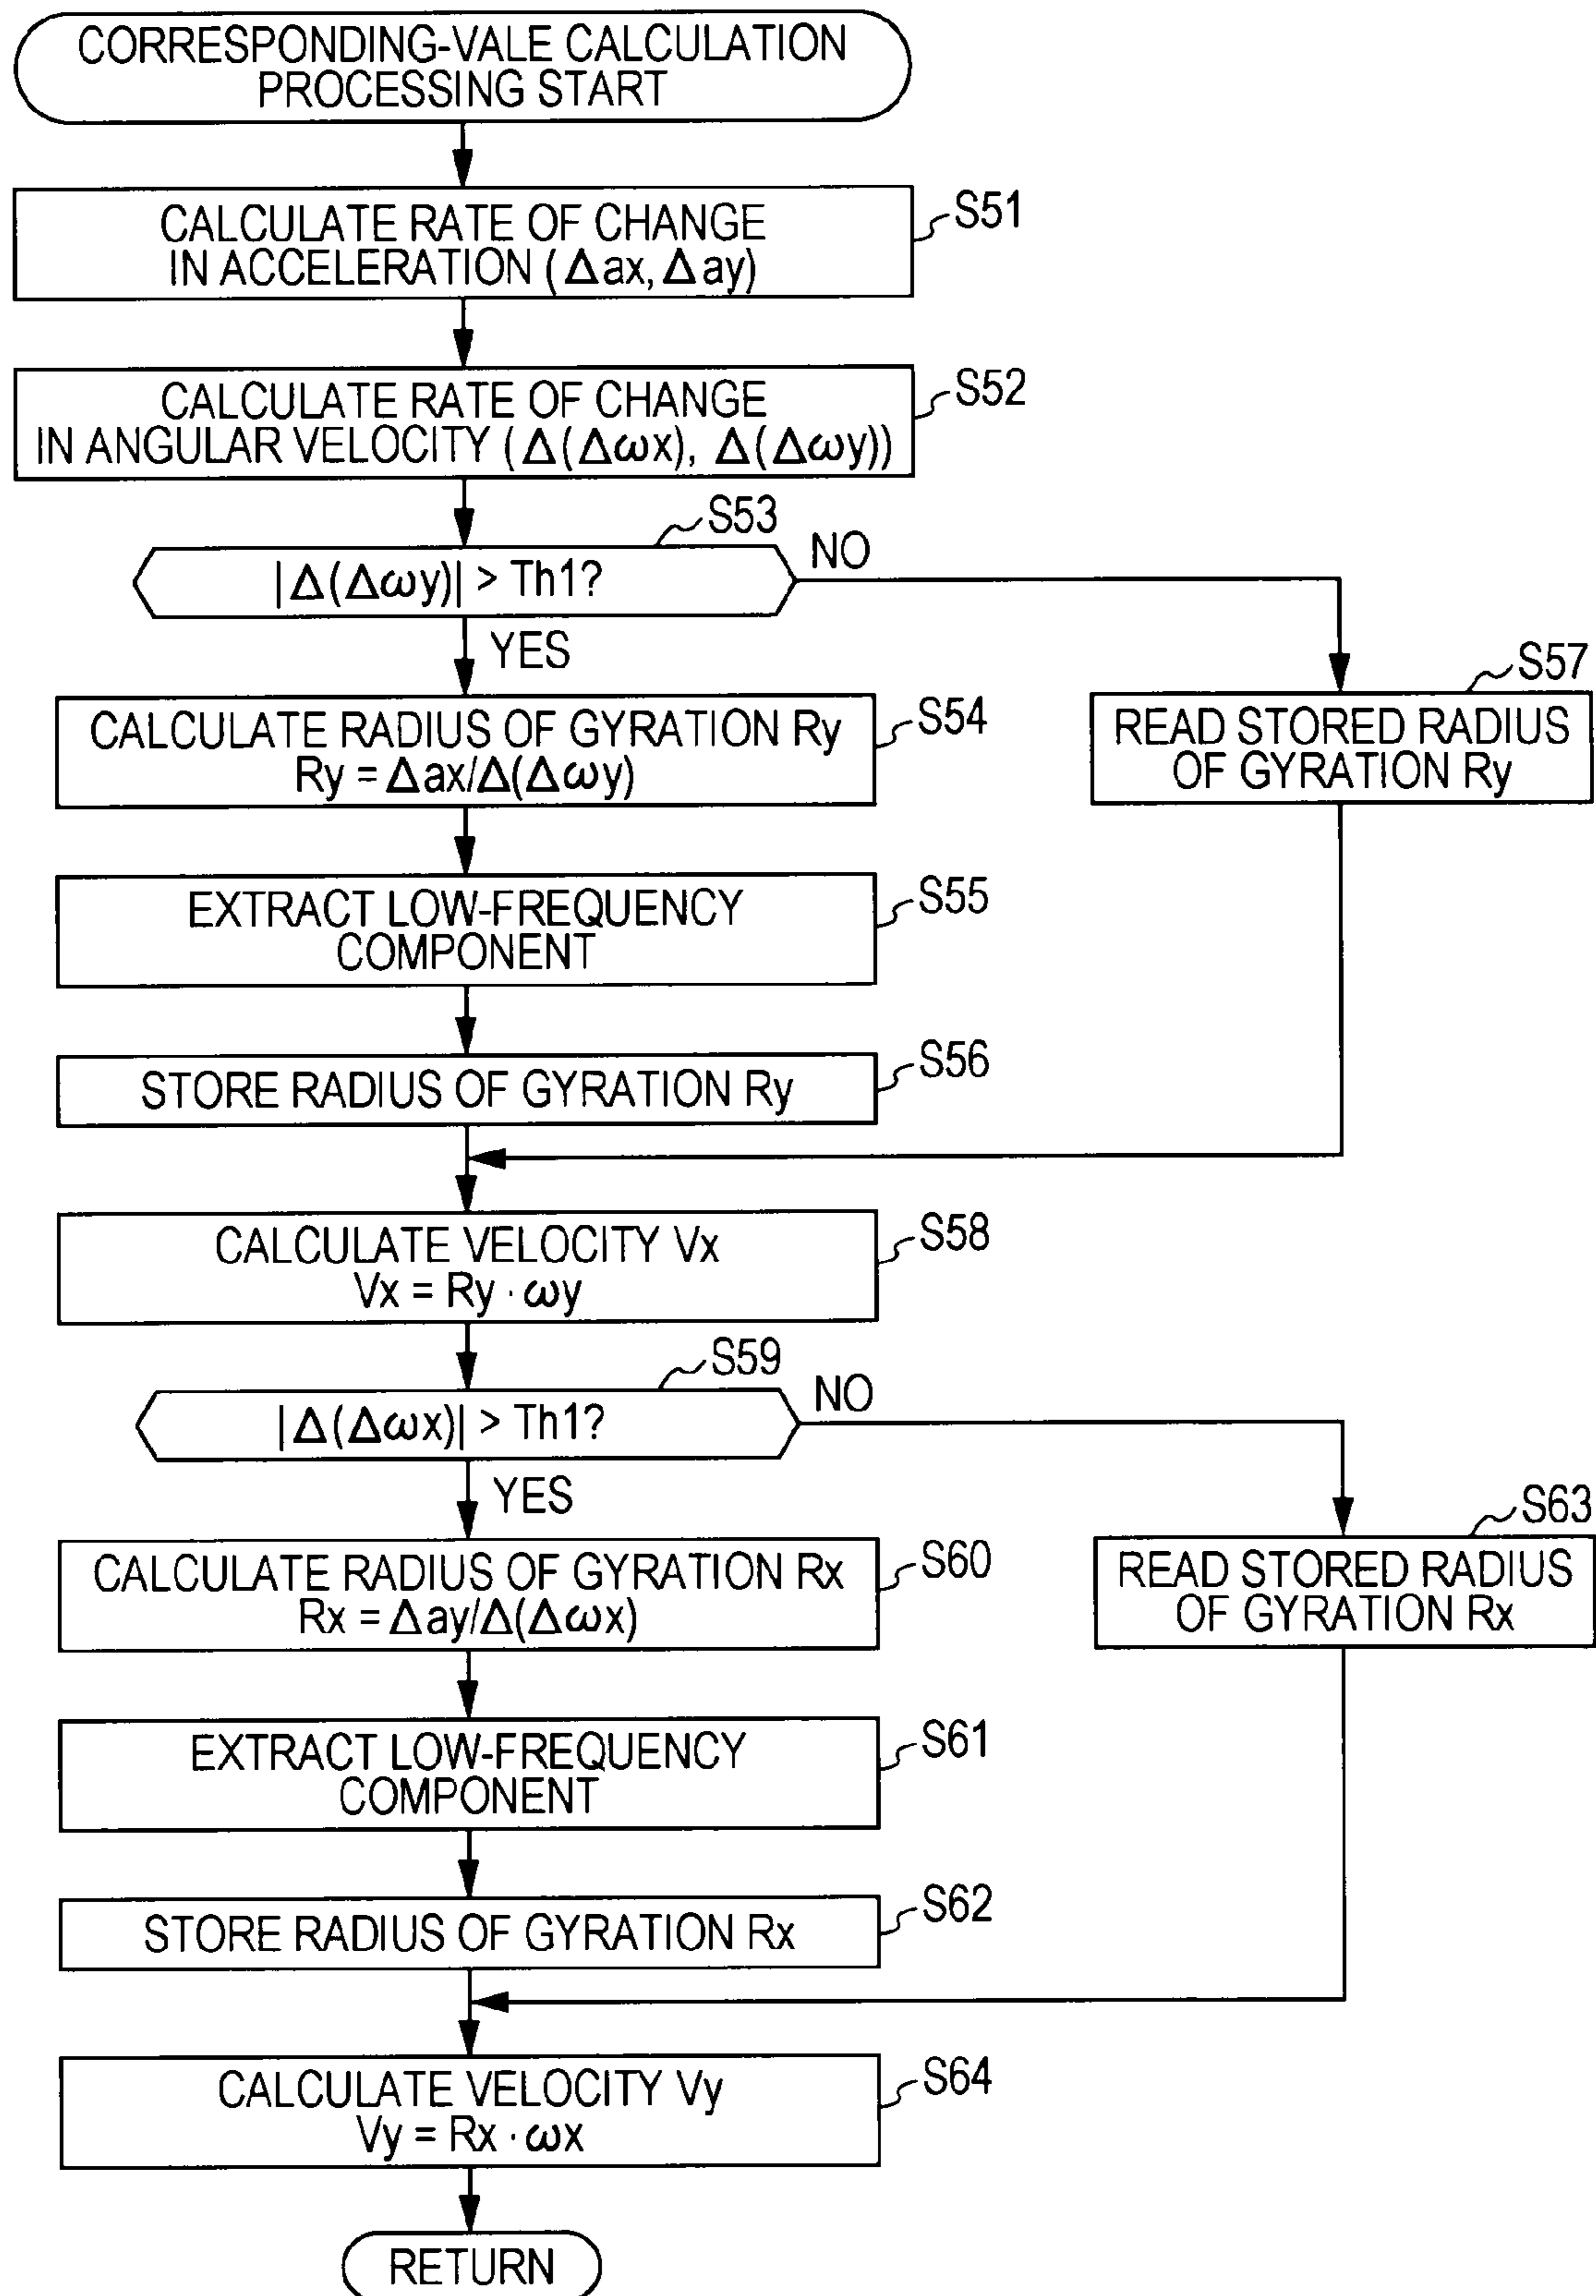 CORRESPONDING-VALE CALCULATION
PROCESSING START
CALCULATE RATE OF CHANGE
IN ACCELERATION (Δax, Δay)
S51
CALCULATE RATE OF CHANGE
IN ANGULAR VELOCITY (Δ(Δωx), Δ(Δωy))
S52
S53
|Δ(Δωy)| > Th1?
NO
YES
CALCULATE RADIUS OF GYRATION Ry
Ry = Δax/Δ(Δωy)
S54
S57
READ STORED RADIUS
OF GYRATION Ry
EXTRACT LOW-FREQUENCY
COMPONENT
S55
STORE RADIUS OF GYRATION Ry
S56
CALCULATE VELOCITY Vx
Vx = Ry · ωy
S58
S59
|Δ(Δωx)| > Th1?
NO
YES
CALCULATE RADIUS OF GYRATION Rx
Rx = Δay/Δ(Δωx)
S60
S63
READ STORED RADIUS
OF GYRATION Rx
EXTRACT LOW-FREQUENCY
COMPONENT
S61
STORE RADIUS OF GYRATION Rx
S62
CALCULATE VELOCITY Vy
Vy = Rx · ωx
S64
RETURN